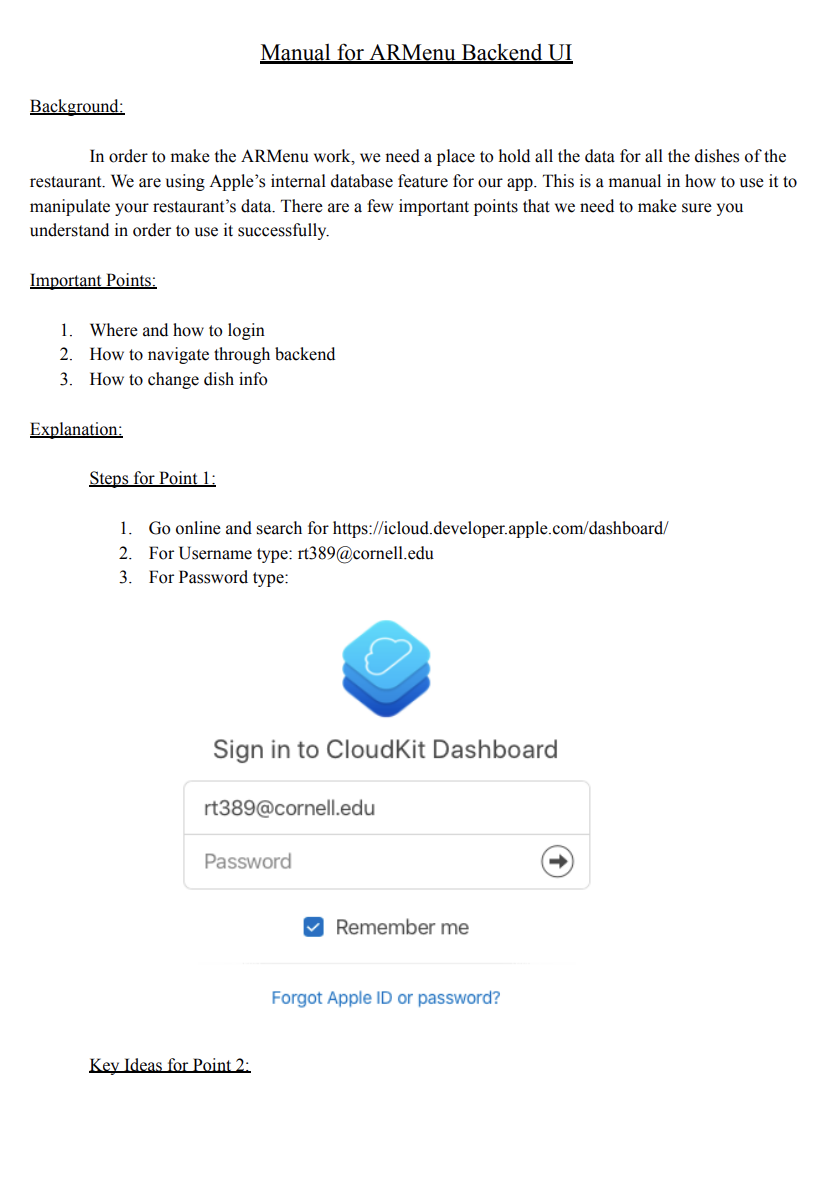 Manual for ARMenu Backend UI
Background:
In order to make the ARMenu work, we need a place to hold all the data for all the dishes of the
restaurant. We are using Apple’s internal database feature for our app. This is a manual in how to use it to
manipulate your restaurant’s data. There are a few important points that we need to make sure you
understand in order to use it successfully.
Important Points:
1. Where and how to login
2. How to navigate through backend
3. How to change dish info
Explanation:
Steps for Point 1:
1. Go online and search for https://icloud.developer.apple.com/dashboard/
2. For Username type: rt389@cornell.edu
3. For Password type:
Sign in to CloudKit Dashboard
rt389@cornell.edu
Password
Remember me
Forgot Apple ID or password?
Key Ideas for Point 2: